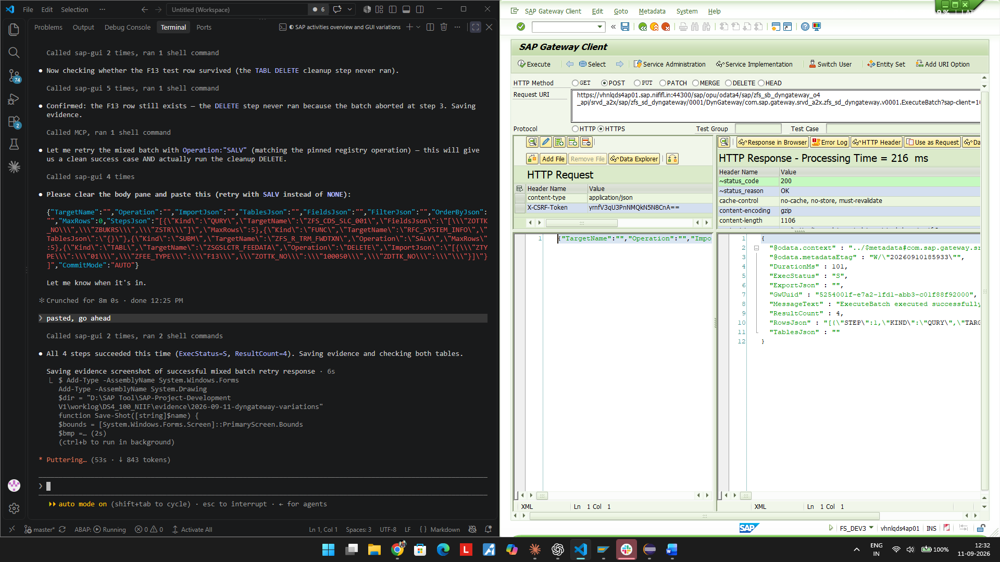 File Edit Selection ··· Untitled (Workspace) 6
Problems Output Debug Console Terminal Ports
SAP activities overview and GUI variations
Called sap-gui 2 times, ran 1 shell command
● Now checking whether the F13 test row survived (the TABL DELETE cleanup step never ran).
Called sap-gui 5 times, ran 1 shell command
● Confirmed: the F13 row still exists — the DELETE step never ran because the batch aborted at step 3. Saving
evidence.
Called MCP, ran 1 shell command
● Let me retry the mixed batch with Operation:"SALV" (matching the pinned registry operation) — this will give
us a clean success case AND actually run the cleanup DELETE.
Called sap-gui 4 times
● Please clear the body pane and paste this (retry with SALV instead of NONE):
{"TargetName":"","Operation":"","ImportJson":"","TablesJson":"","FieldsJson":"","FilterJson":"","OrderByJson":
"","MaxRows":0,"StepsJson":"[{\"Kind\":\"QURY\",\"TargetName\":\"ZFS_CDS_SLC_001\",\"FieldsJson\":\"[\\\"ZOTTK
_NO\\\",\\\"ZBUKRS\\\",\\\"ZSTR\\\"]\",\"MaxRows\":5},{\"Kind\":\"FUNC\",\"TargetName\":\"RFC_SYSTEM_INFO\",\"
TablesJson\":\"{}\"},{\"Kind\":\"SUBM\",\"TargetName\":\"ZFS_R_TRM_FWDTXN\",\"Operation\":\"SALV\",\"MaxRows\"
:5},{\"Kind\":\"TABL\",\"TargetName\":\"ZSGSLCTR_FEEDATA\",\"Operation\":\"DELETE\",\"ImportJson\":\"[{\\\"ZTY
PE\\\":\\\"01\\\",\\\"ZFEE_TYPE\\\":\\\"F13\\\",\\\"ZOTTK_NO\\\":\\\"100050\\\",\\\"ZDTTK_NO\\\":\\\"\\\"}]\"}
]","CommitMode":"AUTO"}
Let me know when it's in.
✻ Crunched for 8m 0s · done 12:25 PM
❯ pasted, go ahead
Called sap-gui 2 times, ran 2 shell commands
● All 4 steps succeeded this time (ExecStatus=S, ResultCount=4). Saving evidence and checking both tables.
Saving evidence screenshot of successful mixed batch retry response · 6s
└ $ Add-Type -AssemblyName System.Windows.Forms
Add-Type -AssemblyName System.Drawing
$dir = "D:\SAP Tool\SAP-Project-Development
V1\worklog\DS4_100_NIIF\evidence\2026-09-11-dyngateway-variations"
function Save-Shot([string]$name) {
$bounds = [System.Windows.Forms.Screen]::PrimaryScreen.Bounds
$bmp =… (2s)
(ctrl+b to run in background)
* Puttering… (53s · ↓ 843 tokens)
❯
⏵⏵ auto mode on (shift+tab to cycle) · esc to interrupt · ← for agents
74
2
master* ABAP: Running 0 0 Activate All Ln 1, Col 1 Spaces: 3 UTF-8 LF {} Markdown
SAP Gateway Client Edit Goto Metadata System Help
SAP Gateway Client
Execute Select Service Administration Service Implementation Switch User Entity Set Add URI Option
HTTP Method GET POST PUT PATCH MERGE DELETE HEAD
Request URI https://vhnlqds4ap01.sap.niififl.in:44300/sap/opu/odata4/sap/zfs_sb_dyngateway_o4
_api/srvd_a2x/sap/zfs_sd_dyngateway/0001/DynGateway/com.sap.gateway.srvd_a2x.zfs_sd_dyngateway.v0001.ExecuteBatch?sap-client=1
Protocol HTTP HTTPS Test Group Test Case
Add File Remove File Data Explorer
HTTP Request
Header Name Value
content-type application/json
X-CSRF-Token yrnfV3qU3PnNMQkN5N8CnA==
1 {"TargetName":"","Operation":"","Impo
XML Ln 1 Col 1
Response in Browser Error Log HTTP Header Use as Request Da
HTTP Response - Processing Time = 216 ms
Header Name Value
~status_code 200
~status_reason OK
cache-control no-cache, no-store, must-revalidate
content-encoding gzip
content-length 1106
1 {
2 "@odata.context" : "../$metadata#com.sap.gateway.sr
3 "@odata.metadataEtag" : "W/\"20260910185933\"",
4 "DurationMs" : 101,
5 "ExecStatus" : "S",
6 "ExportJson" : "",
7 "GwUuid" : "5254001f-e7a2-1fd1-abb3-c01f88f92000",
8 "MessageText" : "ExecuteBatch executed successfully
9 "ResultCount" : 4,
10 "RowsJson" : "[{\"STEP\":1,\"KIND\":\"QURY\",\"TARG
11 "TablesJson" : ""
12 }
XML Ln 1 Col 1
SAP FS_DEV3 vhnlqds4ap01 INS
ENG
IN
100%
12:32
11-09-2026